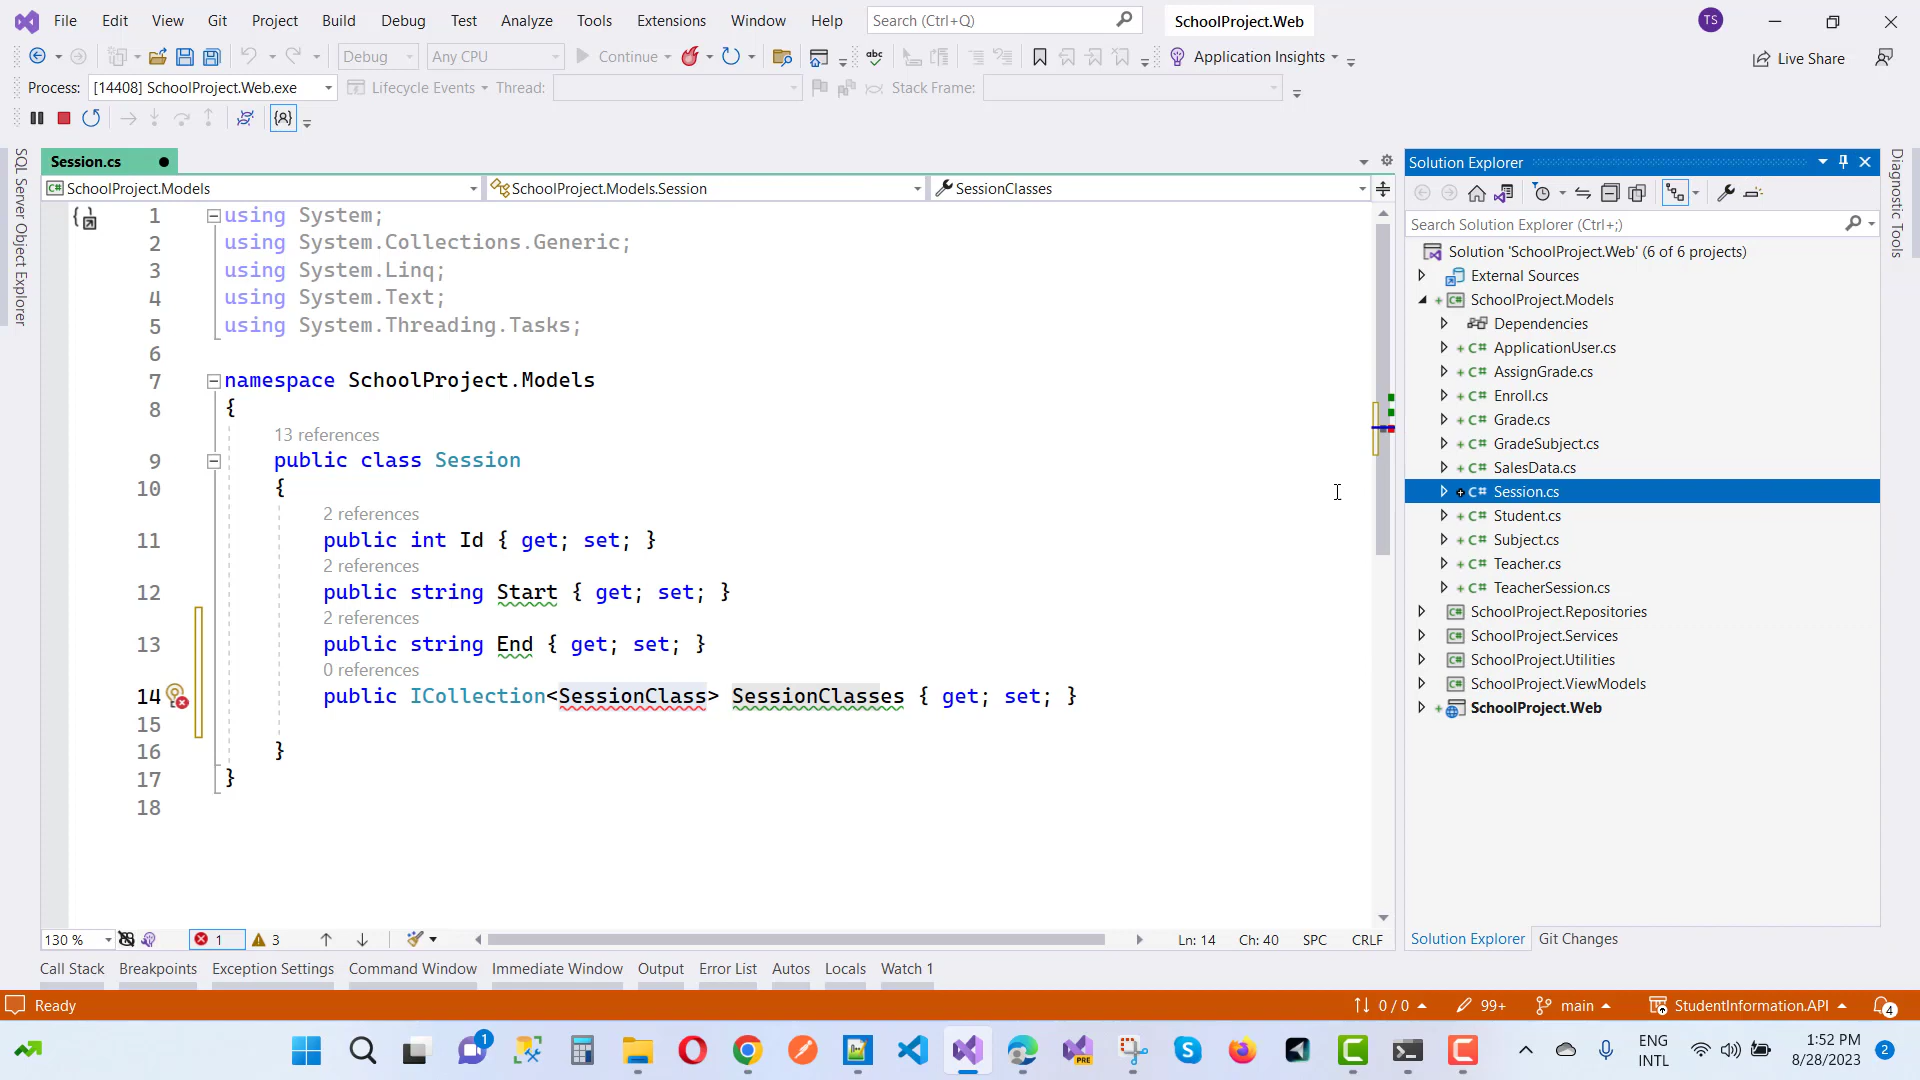 File Edit View Git Project Build Debug Test Analyze Tools Extensions Window Help Search (Ctrl+Q) SchoolProject.Web TS
Debug Any CPU Continue Application Insights Live Share
Process: [14408] SchoolProject.Web.exe Lifecycle Events Thread: Stack Frame:
SQL Server Object Explorer
Session.cs
SchoolProject.Models SchoolProject.Models.Session SessionClasses
1 using System;
2 using System.Collections.Generic;
3 using System.Linq;
4 using System.Text;
5 using System.Threading.Tasks;
6
7 namespace SchoolProject.Models
8 {
13 references
9 public class Session
10 {
2 references
11 public int Id { get; set; }
2 references
12 public string Start { get; set; }
2 references
13 public string End { get; set; }
0 references
14 public ICollection<SessionClass> SessionClasses { get; set; }
15
16 }
17 }
18
130 % 1 3 Ln: 14 Ch: 40 SPC CRLF
Solution Explorer
Search Solution Explorer (Ctrl+;)
Solution 'SchoolProject.Web' (6 of 6 projects)
External Sources
SchoolProject.Models
Dependencies
C# ApplicationUser.cs
C# AssignGrade.cs
C# Enroll.cs
C# Grade.cs
C# GradeSubject.cs
C# SalesData.cs
C# Session.cs
C# Student.cs
C# Subject.cs
C# Teacher.cs
C# TeacherSession.cs
SchoolProject.Repositories
SchoolProject.Services
SchoolProject.Utilities
SchoolProject.ViewModels
SchoolProject.Web
Solution Explorer Git Changes
Diagnostic Tools
Call Stack Breakpoints Exception Settings Command Window Immediate Window Output Error List Autos Locals Watch 1
Ready 0 / 0 99+ main StudentInformation.API 4
1 PRE ENG 1:52 PM
INTL 8/28/2023 2